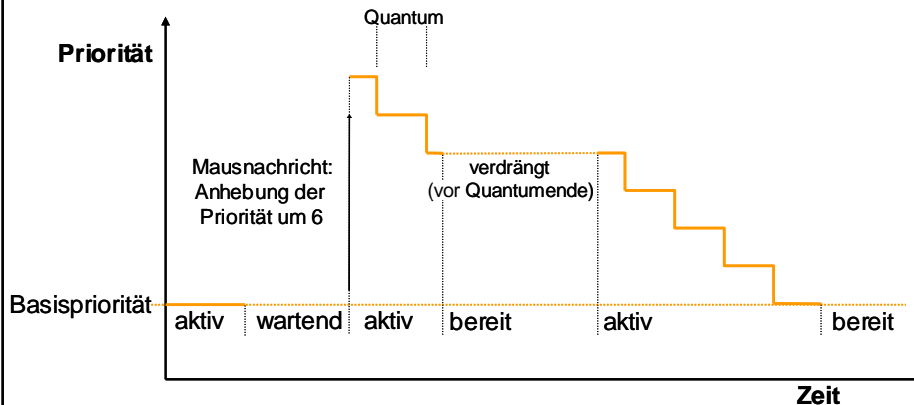 Quantum
Priorität
Mausnachricht:
Anhebung der
Priorität um 6
verdrängt
(vor Quantumende)
Basispriorität
aktiv
wartend
aktiv
bereit
aktiv
bereit
Zeit